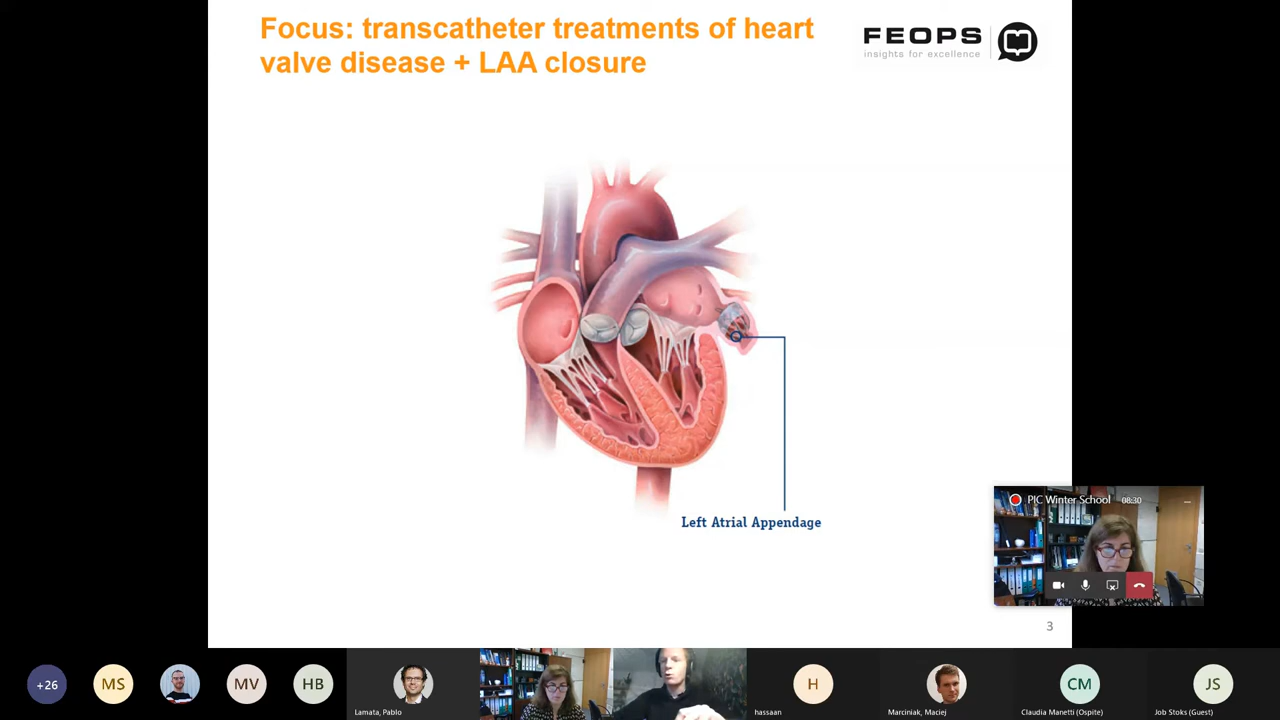 Focus: transcatheter treatments of heart
valve disease + LAA closure
FEOPS
insights for excellence
Left Atrial Appendage
PIC Winter School 08:30
3
+26
MS
MV
HB
Lamata, Pablo
H
hassaan
Marciniak, Maciej
CM
Claudia Manetti (Ospite)
JS
Job Stoks (Guest)